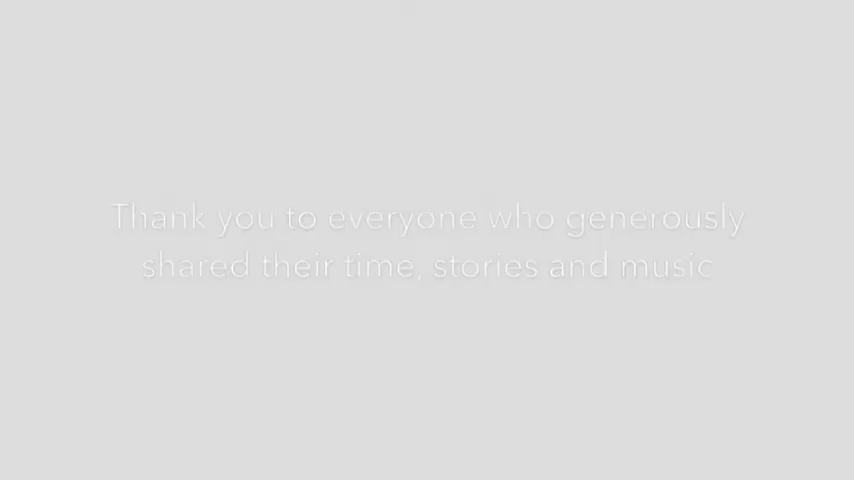 Thank you to everyone who generously
shared their time, stories and music